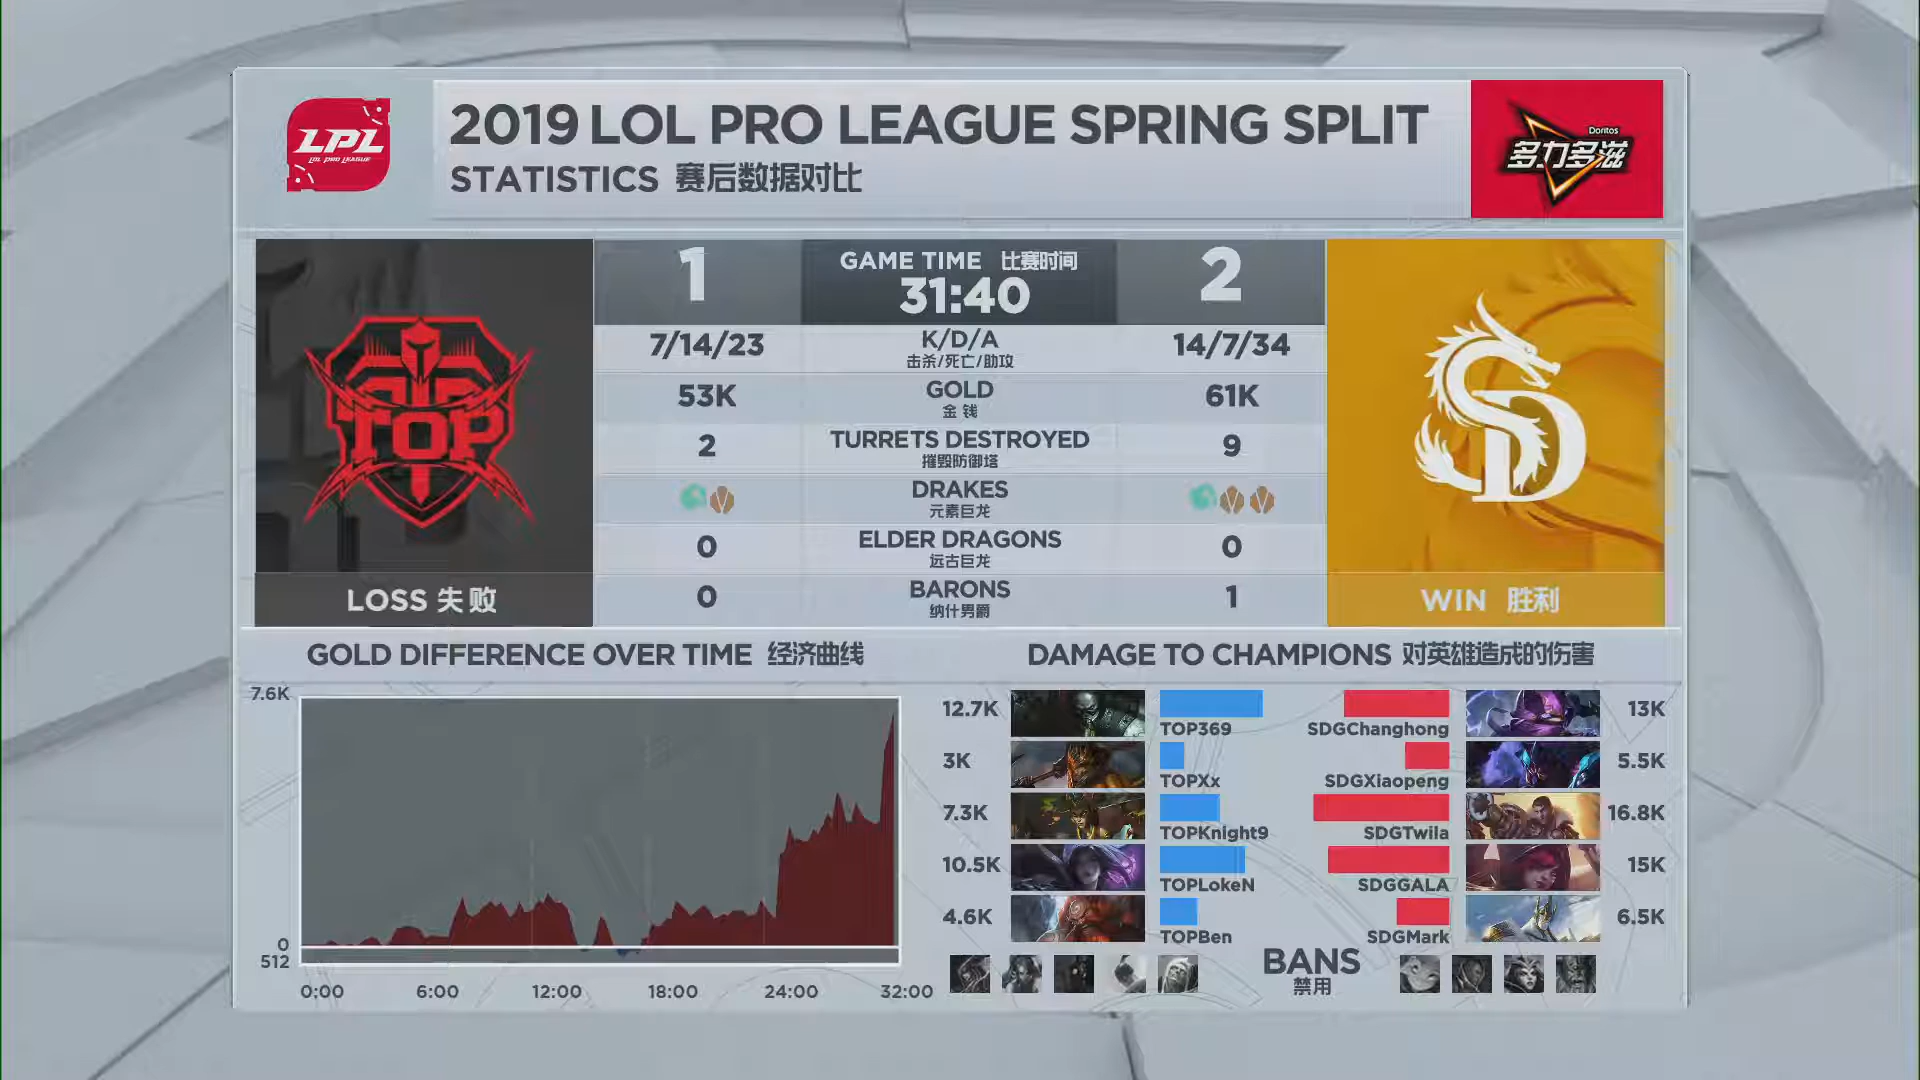 LPL
LOL PRO LEAGUE
2019 LOL PRO LEAGUE SPRING SPLIT
STATISTICS 赛后数据对比
Doritos
多力多滋
1
GAME TIME 比赛时间
31:40
2
7/14/23
K/D/A
击杀/死亡/助攻
14/7/34
53K
GOLD
金 钱
61K
2
TURRETS DESTROYED
摧毁防御塔
9
DRAKES
元素巨龙
0
ELDER DRAGONS
远古巨龙
0
0
BARONS
纳什男爵
1
TOP
LOSS 失败
SD
WIN 胜利
GOLD DIFFERENCE OVER TIME 经济曲线
7.6K
0
512
0:00 6:00 12:00 18:00 24:00 32:00
DAMAGE TO CHAMPIONS 对英雄造成的伤害
12.7K TOP369 SDGChanghong 13K
3K TOPXx SDGXiaopeng 5.5K
7.3K TOPKnight9 SDGTwila 16.8K
10.5K TOPLokeN SDGGALA 15K
4.6K TOPBen SDGMark 6.5K
BANS
禁用